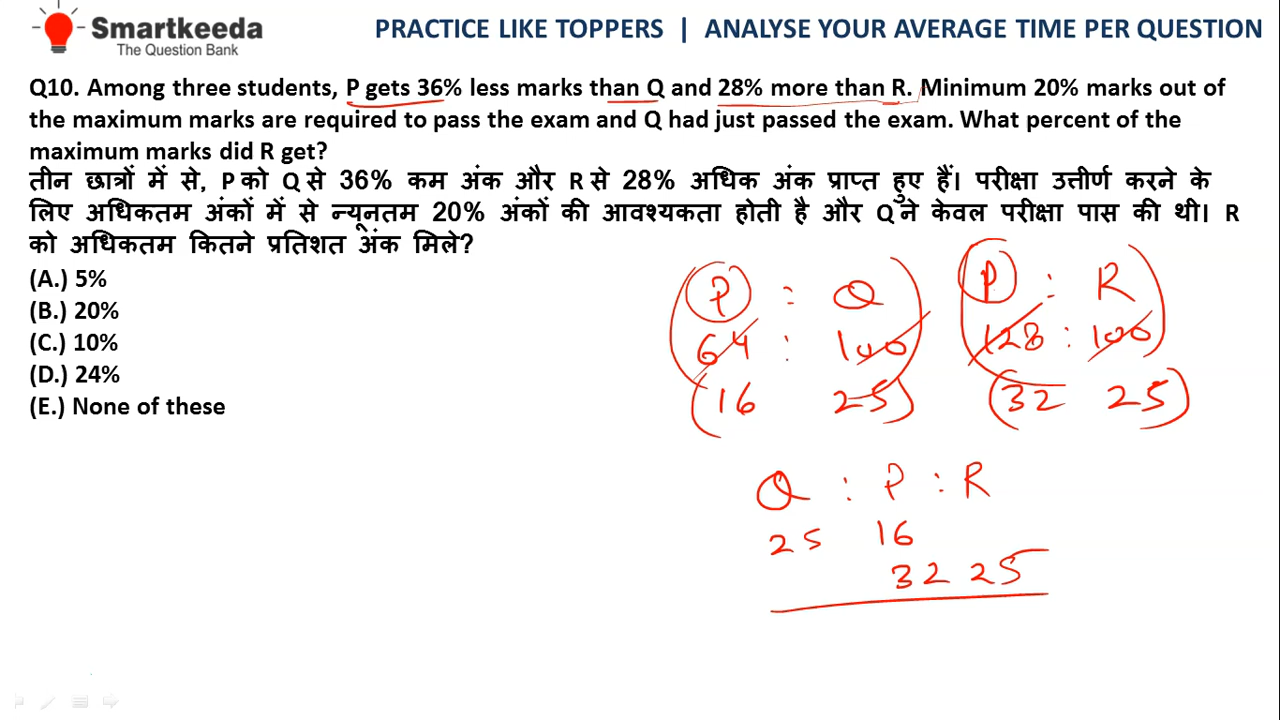 Smartkeeda
The Question Bank
PRACTICE LIKE TOPPERS | ANALYSE YOUR AVERAGE TIME PER QUESTION
Q10. Among three students, P gets 36% less marks than Q and 28% more than R. Minimum 20% marks out of
the maximum marks are required to pass the exam and Q had just passed the exam. What percent of the
maximum marks did R get?
तीन छात्रों में से, P को Q से 36% कम अंक और R से 28% अधिक अंक प्राप्त हुए हैं। परीक्षा उत्तीर्ण करने के
लिए अधिकतम अंकों में से न्यूनतम 20% अंकों की आवश्यकता होती है और Q ने केवल परीक्षा पास की थी। R
को अधिकतम कितने प्रतिशत अंक मिले?
(A.) 5%
(B.) 20%
(C.) 10%
(D.) 24%
(E.) None of these
P : Q
64 : 100
(16 25)
P : R
128 : 100
(32 25)
Q : P : R
25 16
32 25